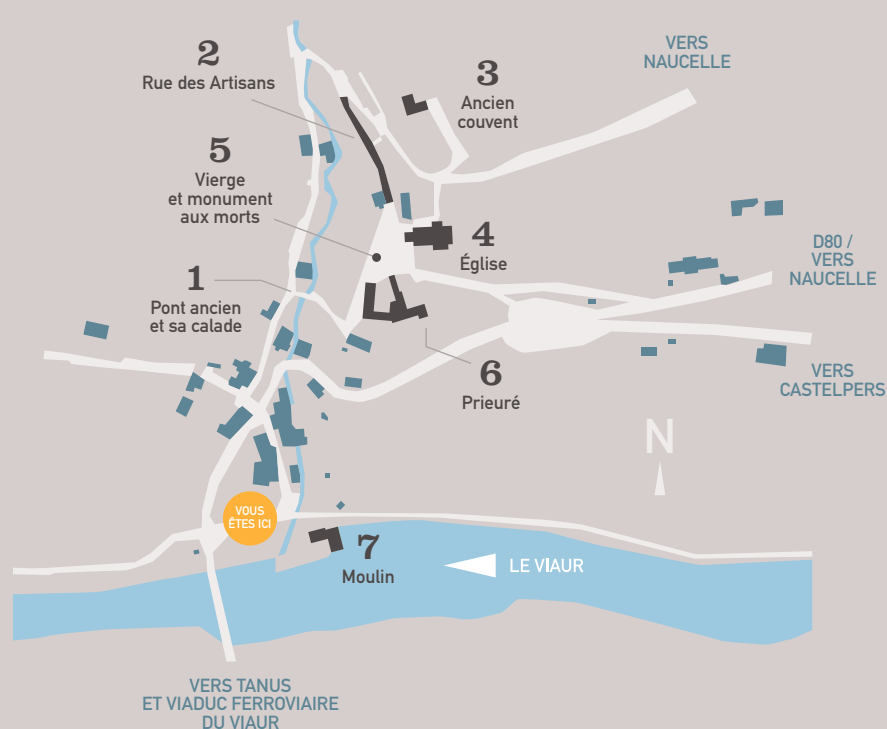 2
Rue des Artisans
VERS
NAUCELLE
3
Ancien
couvent
5
Vierge
et monument
aux morts
4
Église
D80 /
VERS
NAUCELLE
1
Pont ancien
et sa calade
6
Prieuré
VERS
CASTELPERS
N
VOUS
ÊTES ICI
7
Moulin
LE VIAUR
VERS TANUS
ET VIADUC FERROVIAIRE
DU VIAUR